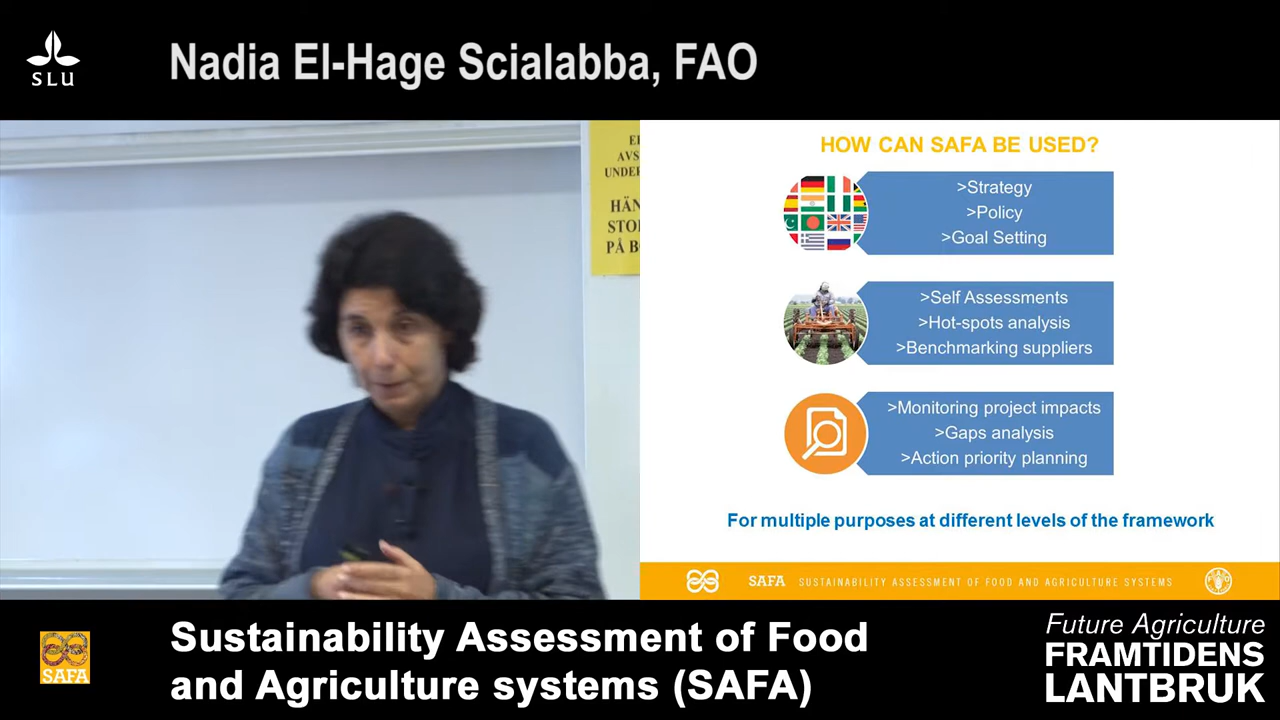 SLU
Nadia El-Hage Scialabba, FAO
HÄN
STO
PÅ B
HOW CAN SAFA BE USED?
>Strategy
>Policy
>Goal Setting
>Self Assessments
>Hot-spots analysis
>Benchmarking suppliers
>Monitoring project impacts
>Gaps analysis
>Action priority planning
For multiple purposes at different levels of the framework
SAFA SUSTAINABILITY ASSESSMENT OF FOOD AND AGRICULTURE SYSTEMS
SAFA
Sustainability Assessment of Food
and Agriculture systems (SAFA)
Future Agriculture
FRAMTIDENS
LANTBRUK